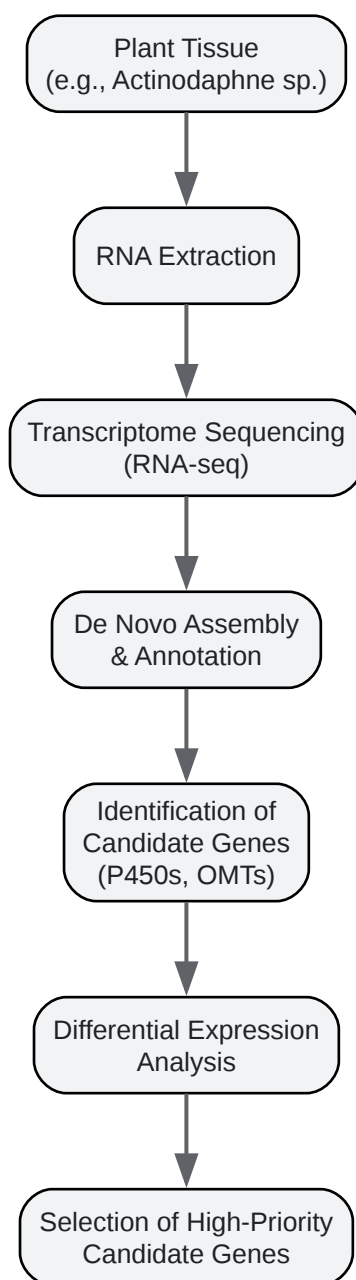 Plant Tissue
(e.g., Actinodaphne sp.)
RNA Extraction
Transcriptome Sequencing
(RNA-seq)
De Novo Assembly
& Annotation
Identification of
Candidate Genes
(P450s, OMTs)
Differential Expression
Analysis
Selection of High-Priority
Candidate Genes